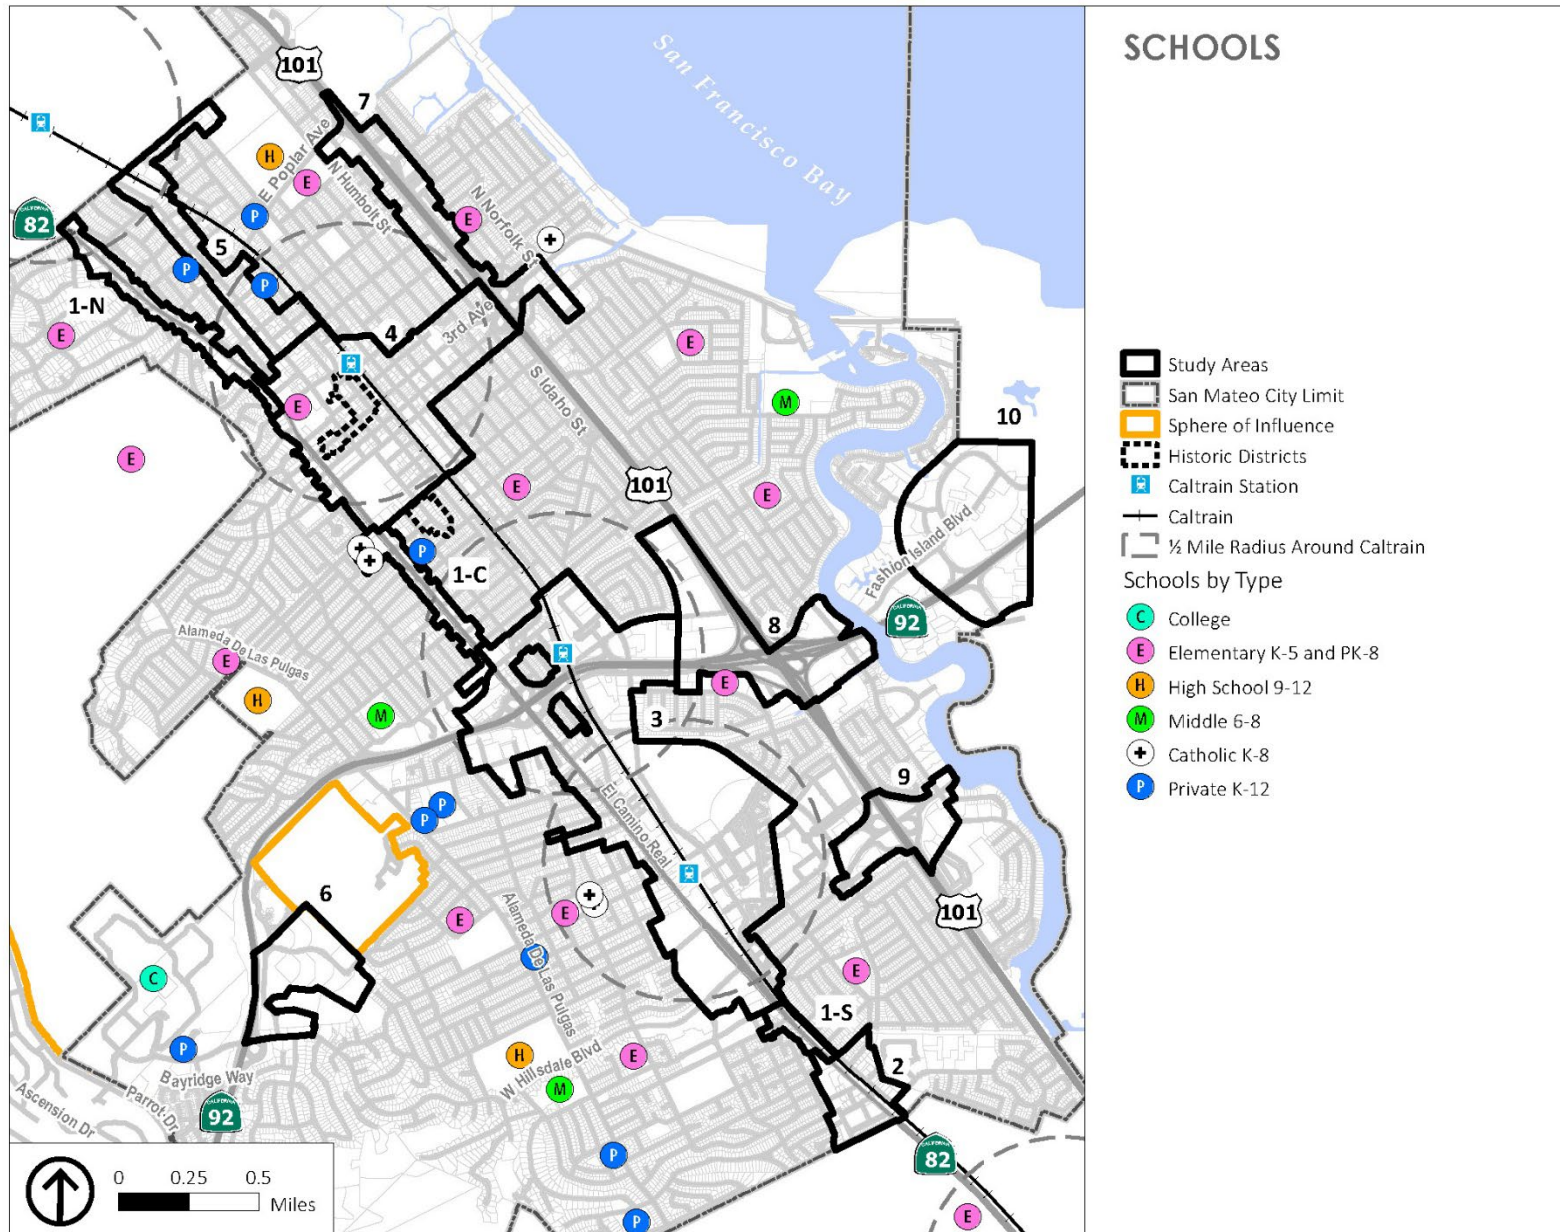 SCHOOLS
Study Areas
San Mateo City Limit
Sphere of Influence
Historic Districts
Caltrain Station
Caltrain
½ Mile Radius Around Caltrain
Schools by Type
C College
E Elementary K-5 and PK-8
H High School 9-12
M Middle 6-8
Catholic K-8
P Private K-12
San Francisco Bay
101
7
H
E Poplar Ave
E
N Humbolt St
CALIFORNIA
82
P
E
N Norfolk St
5
P
P
1-N
E
4
3rd Ave
E
S Idaho St
E
M
10
E
E
101
E
Fashion Island Blvd
P
1-C
CALIFORNIA
92
8
Alameda De Las Pulgas
E
H
M
E
3
9
P
P
El Camino Real
6
E
Alameda De Las Pulgas
E
P
101
C
E
1-S
P
H
E
W Hillsdale Blvd
M
2
Bayridge Way
Parrot Dr
Ascension Dr
CALIFORNIA
92
P
CALIFORNIA
82
P
E
0 0.25 0.5
Miles